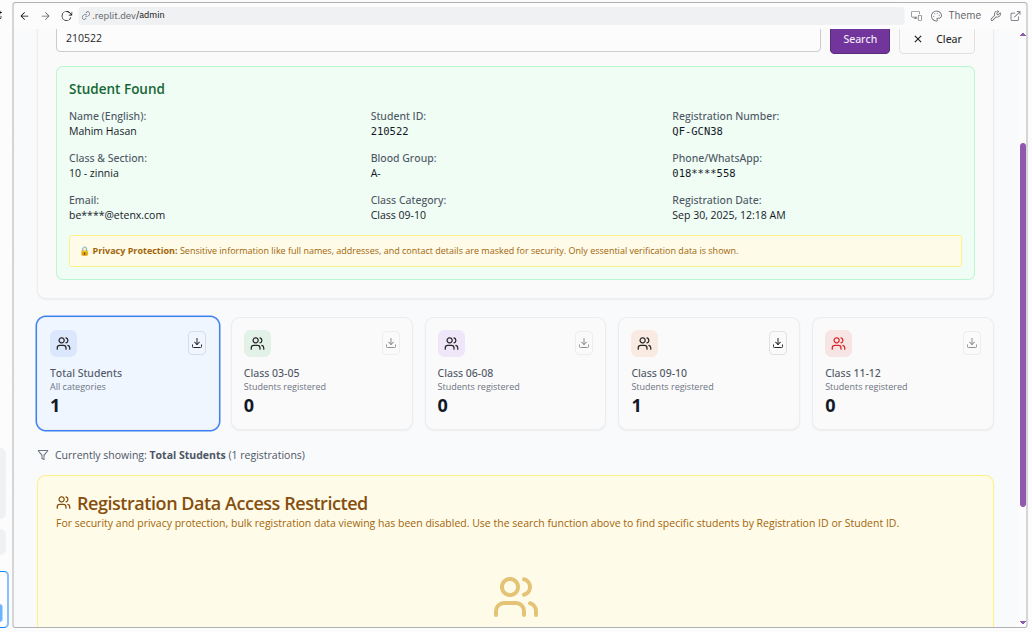 .replit.dev/admin
Theme
210522
Search
Clear
Student Found
Name (English):
Mahim Hasan
Student ID:
210522
Registration Number:
QF-GCN38
Class & Section:
10 - zinnia
Blood Group:
A-
Phone/WhatsApp:
018****558
Email:
be****@etenx.com
Class Category:
Class 09-10
Registration Date:
Sep 30, 2025, 12:18 AM
🔒 Privacy Protection: Sensitive information like full names, addresses, and contact details are masked for security. Only essential verification data is shown.
Total Students
All categories
1
Class 03-05
Students registered
0
Class 06-08
Students registered
0
Class 09-10
Students registered
1
Class 11-12
Students registered
0
Currently showing: Total Students (1 registrations)
Registration Data Access Restricted
For security and privacy protection, bulk registration data viewing has been disabled. Use the search function above to find specific students by Registration ID or Student ID.